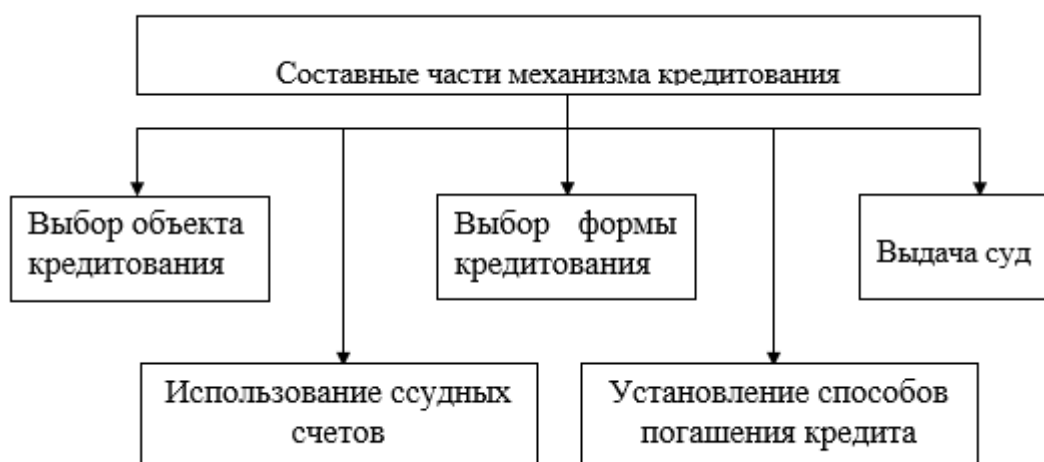 Составные части механизма кредитования
Выбор объекта
кредитования
Выбор формы
кредитования
Выдача суд
Использование ссудных
счетов
Установление способов
погашения кредита